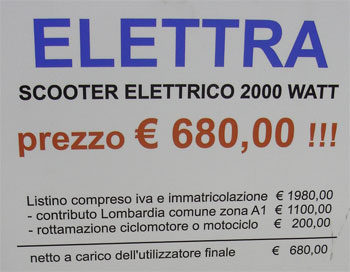 ELETTRA
SCOOTER ELETTRICO 2000 WATT
prezzo € 680,00 !!!
Listino compreso iva e immatricolazione € 1980,00
- contributo Lombardia comune zona A1 € 1100,00
- rottamazione ciclomotore o motociclo € 200,00
netto a carico dell'utilizzatore finale € 680,00